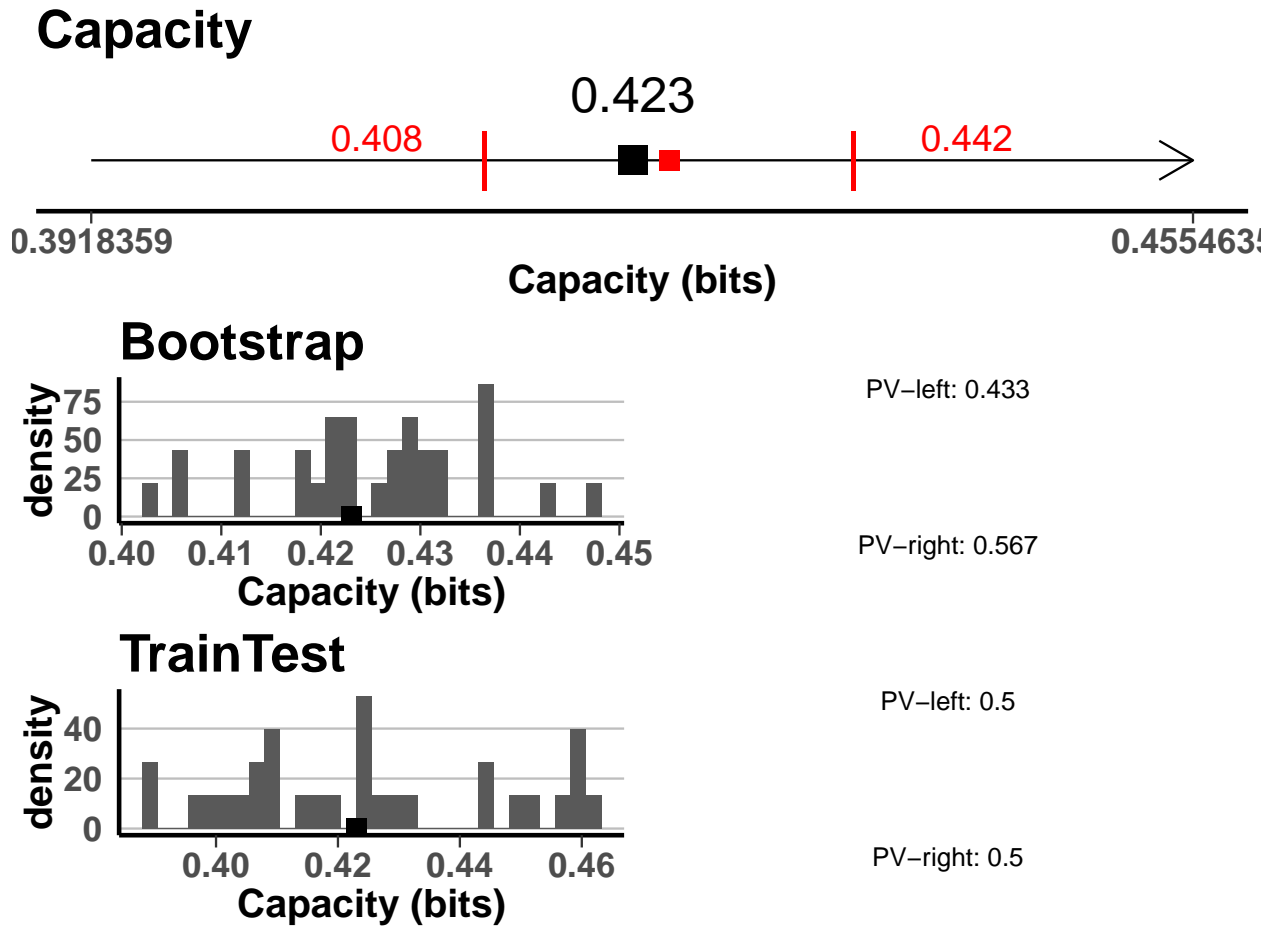 Capacity
0.423
0.408 0.442
0.3918359 0.4554635
Capacity (bits)
Bootstrap
density
75
50
25
0
0.40 0.41 0.42 0.43 0.44 0.45
Capacity (bits)
PV−left: 0.433
PV−right: 0.567
TrainTest
density
40
20
0
0.40 0.42 0.44 0.46
Capacity (bits)
PV−left: 0.5
PV−right: 0.5